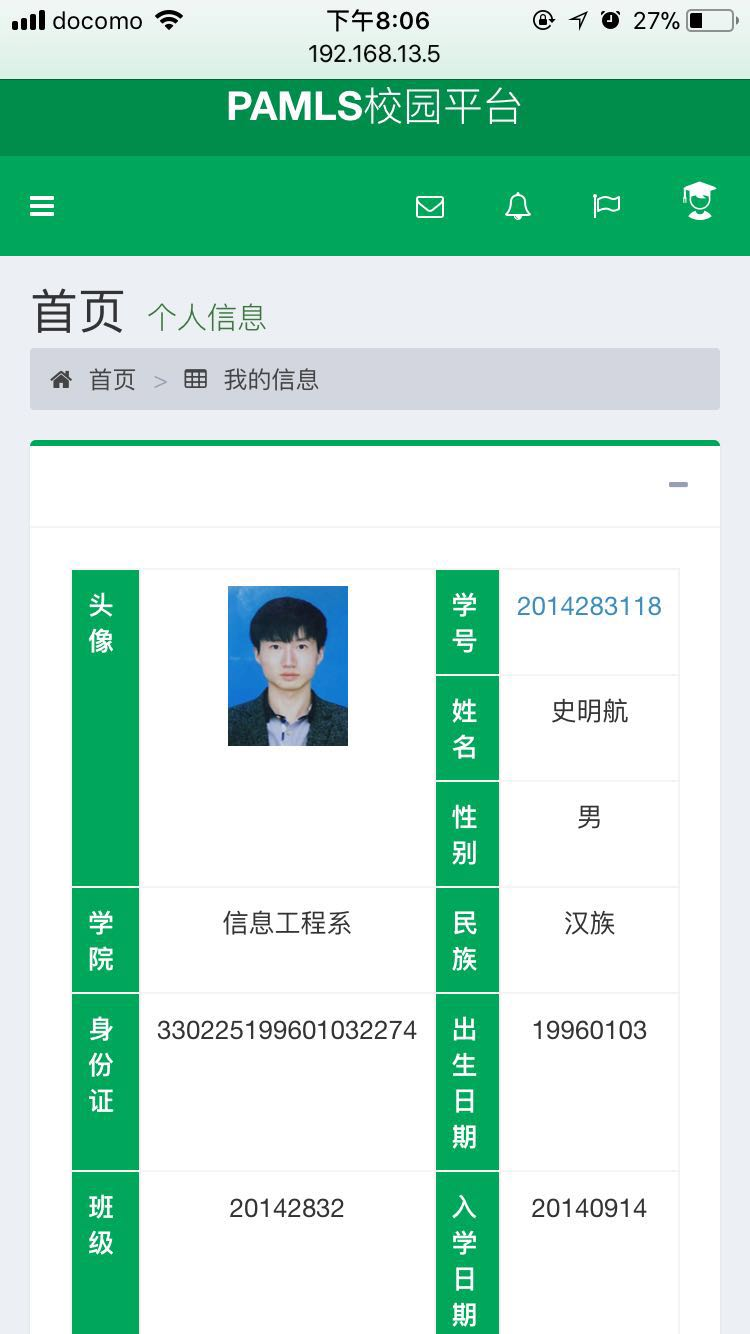 docomo 下午8:06 27%
192.168.13.5
PAMLS校园平台
首页 个人信息
首页 > 我的信息
头像
学号 2014283118
姓名 史明航
性别 男
学院 信息工程系 民族 汉族
身份证 330225199601032274 出生日期 19960103
班级 20142832 入学日期 20140914